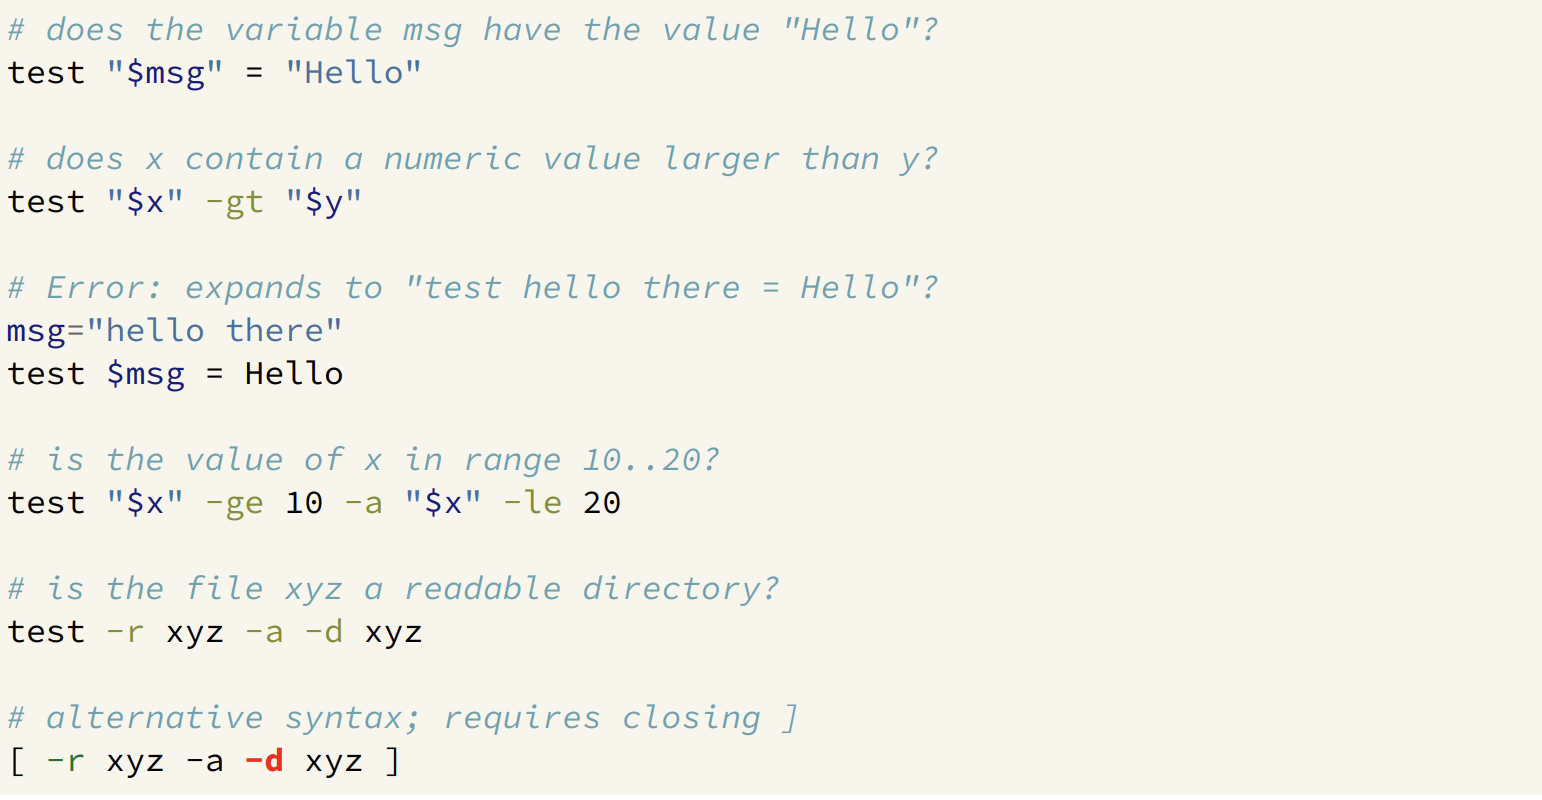 # does the variable msg have the value "Hello"?
test "$msg" = "Hello"
# does x contain a numeric value larger than y?
test "$x" -gt "$y"
# Error: expands to "test hello there = Hello"?
msg="hello there"
test $msg = Hello
# is the value of x in range 10..20?
test "$x" -ge 10 -a "$x" -le 20
# is the file xyz a readable directory?
test -r xyz -a -d xyz
# alternative syntax; requires closing ]
[ -r xyz -a -d xyz ]